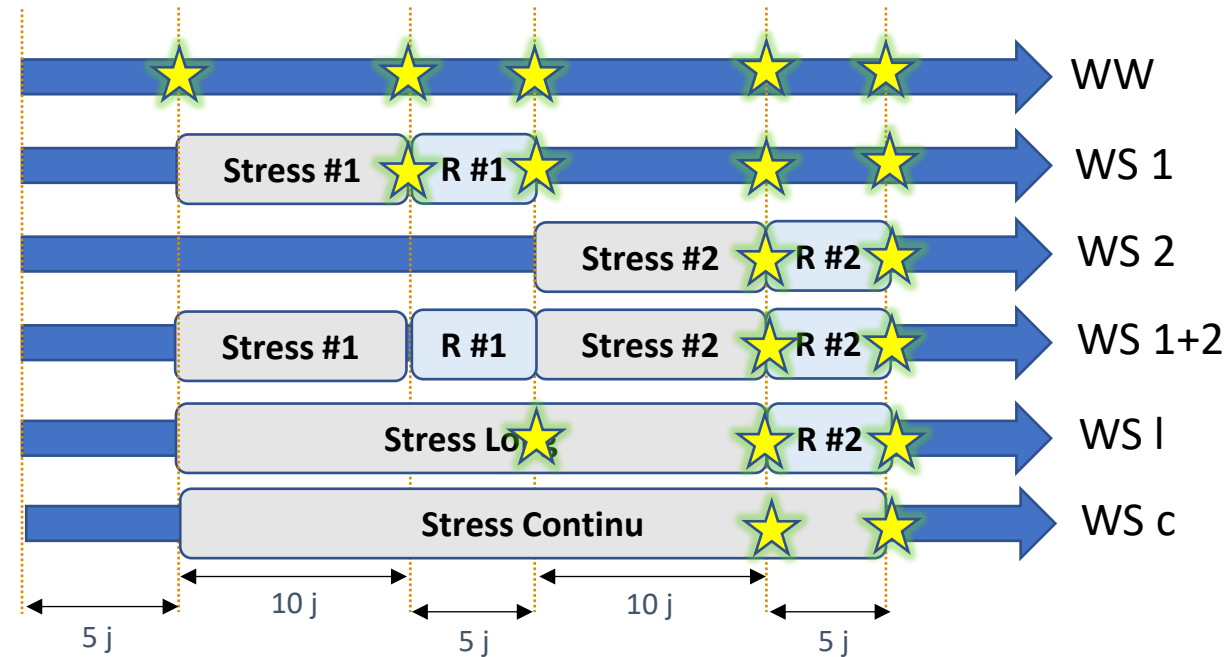 WW
Stress #1 R #1 WS 1
Stress #2 R #2 WS 2
Stress #1 R #1 Stress #2 R #2 WS 1+2
Stress Long R #2 WS l
Stress Continu WS c
10 j 10 j
5 j 5 j 5 j